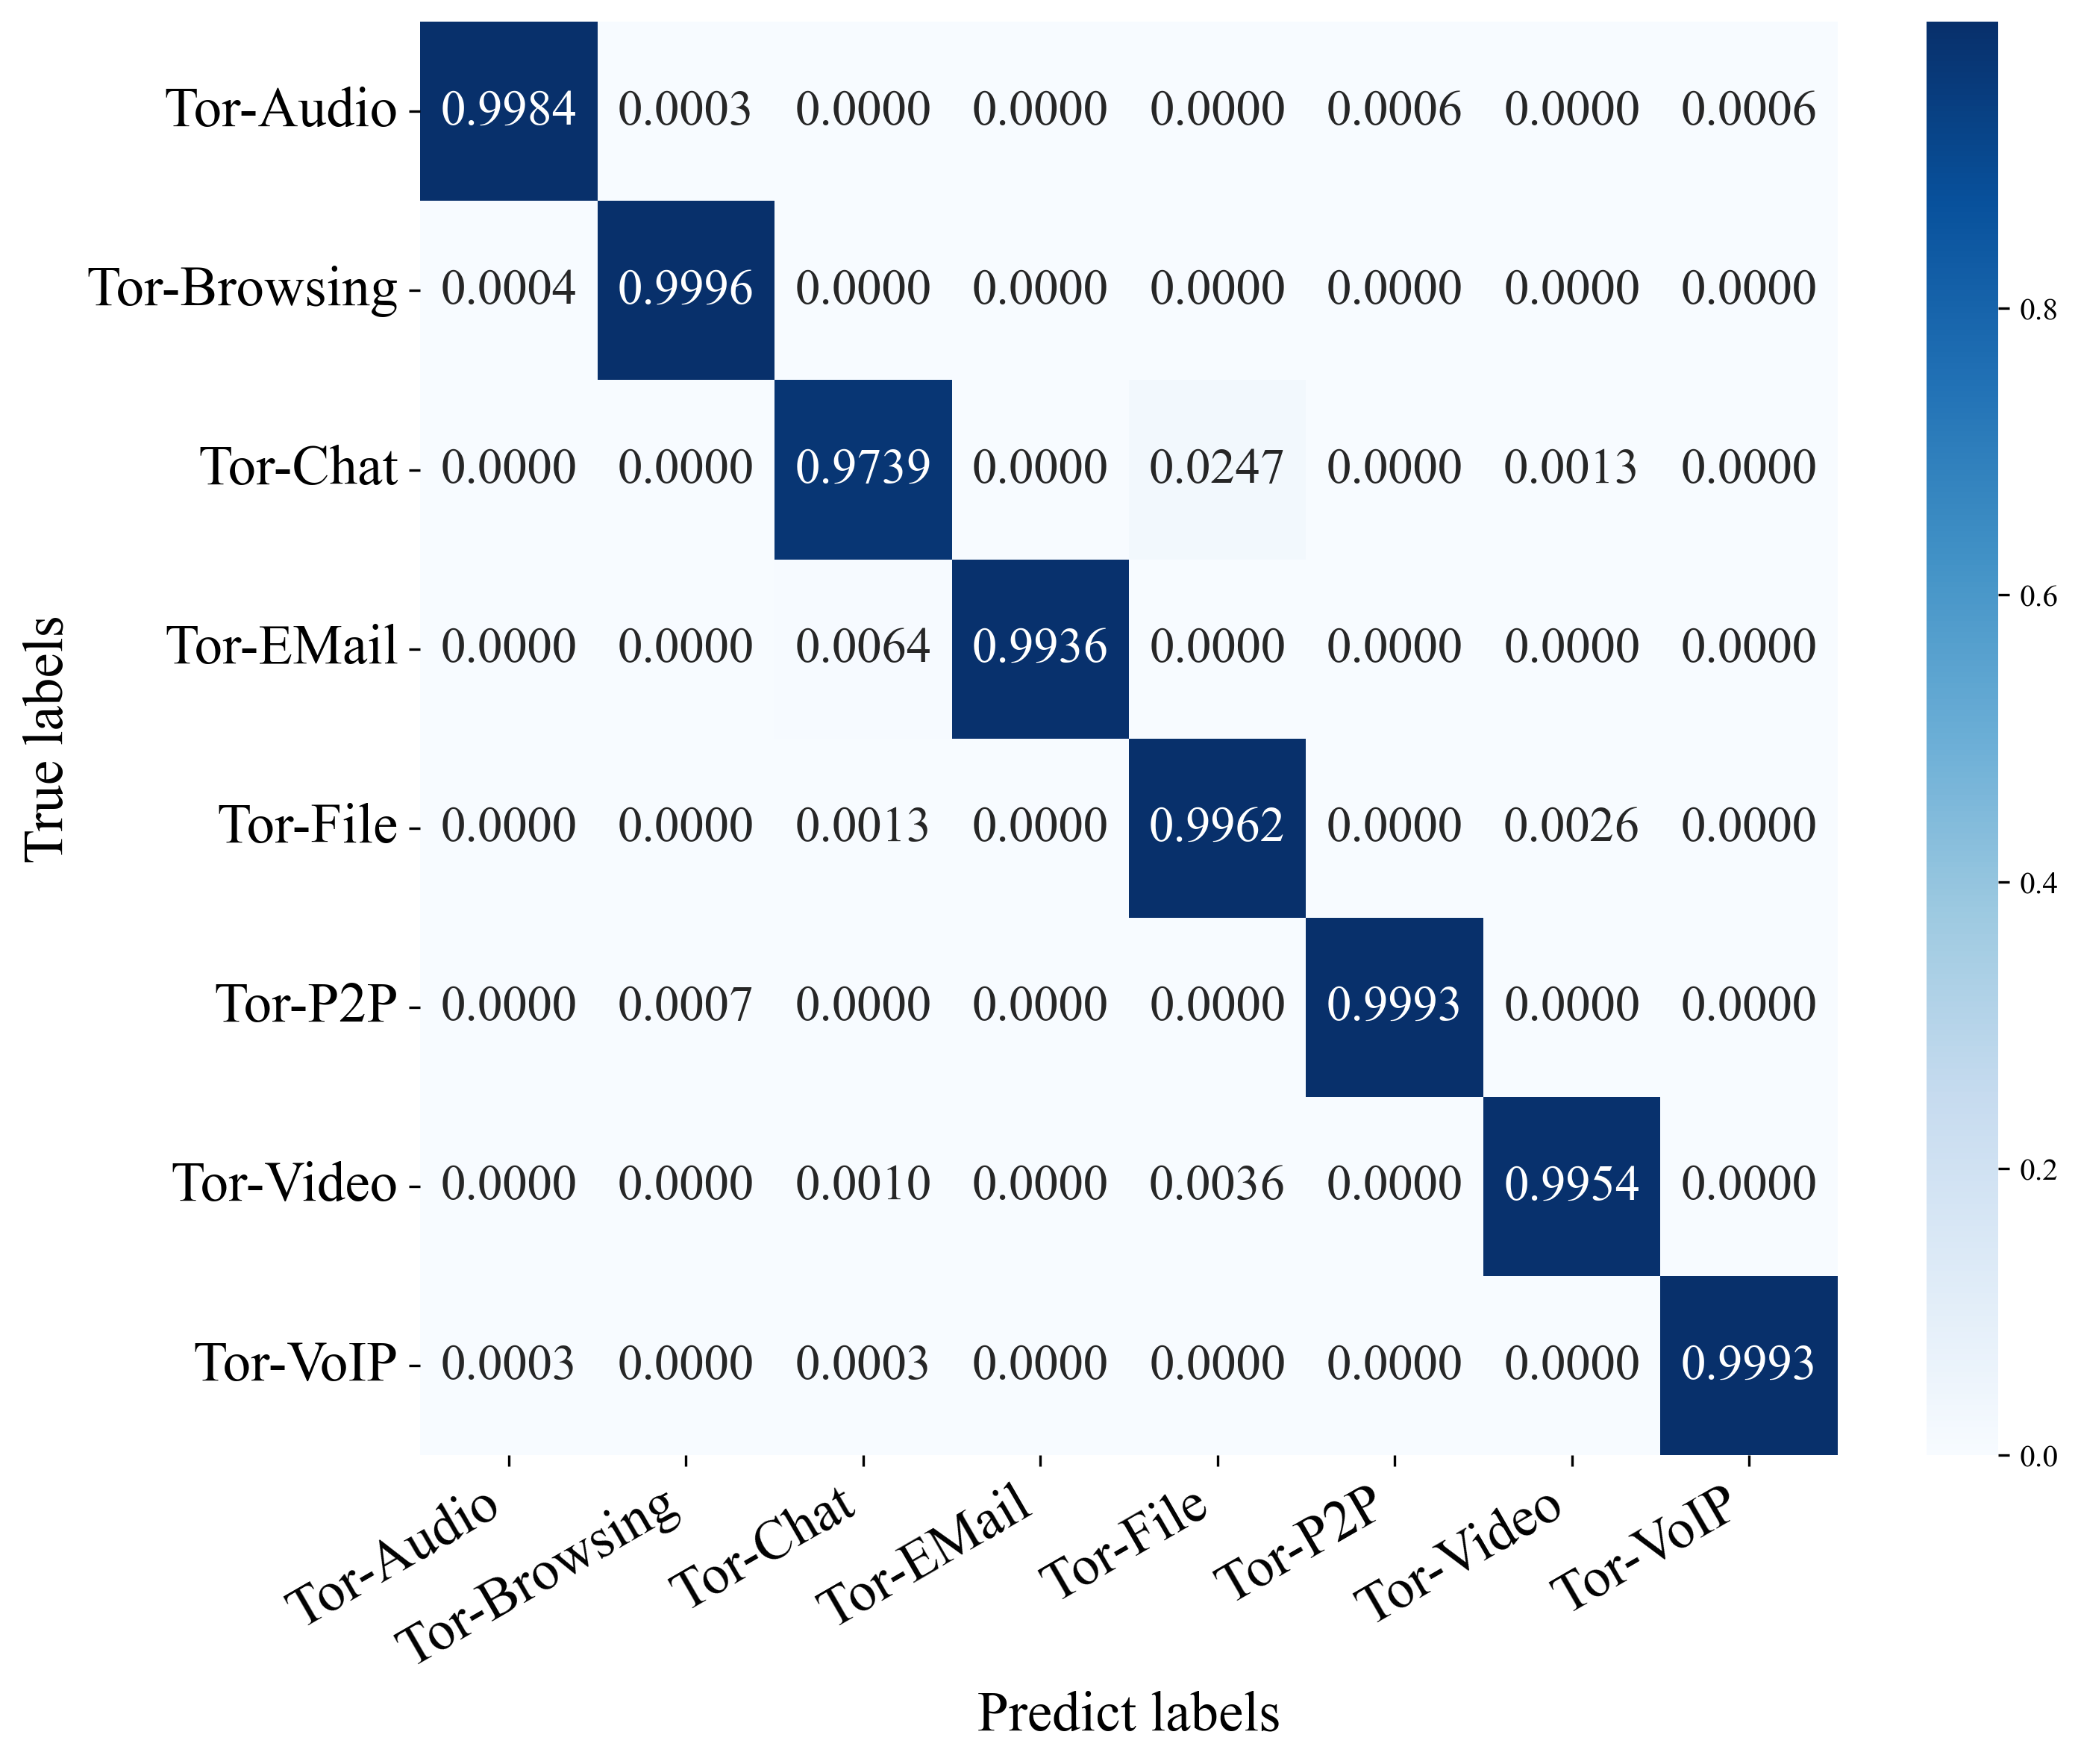 Tor-Audio 0.9984 0.0003 0.0000 0.0000 0.0000 0.0006 0.0000 0.0006
Tor-Browsing 0.0004 0.9996 0.0000 0.0000 0.0000 0.0000 0.0000 0.0000
Tor-Chat 0.0000 0.0000 0.9739 0.0000 0.0247 0.0000 0.0013 0.0000
Tor-EMail 0.0000 0.0000 0.0064 0.9936 0.0000 0.0000 0.0000 0.0000
Tor-File 0.0000 0.0000 0.0013 0.0000 0.9962 0.0000 0.0026 0.0000
Tor-P2P 0.0000 0.0007 0.0000 0.0000 0.0000 0.9993 0.0000 0.0000
Tor-Video 0.0000 0.0000 0.0010 0.0000 0.0036 0.0000 0.9954 0.0000
Tor-VoIP 0.0003 0.0000 0.0003 0.0000 0.0000 0.0000 0.0000 0.9993
True labels
Tor-Audio
Tor-Browsing
Tor-Chat
Tor-EMail
Tor-File
Tor-P2P
Tor-Video
Tor-VoIP
Predict labels
0.8
0.6
0.4
0.2
0.0